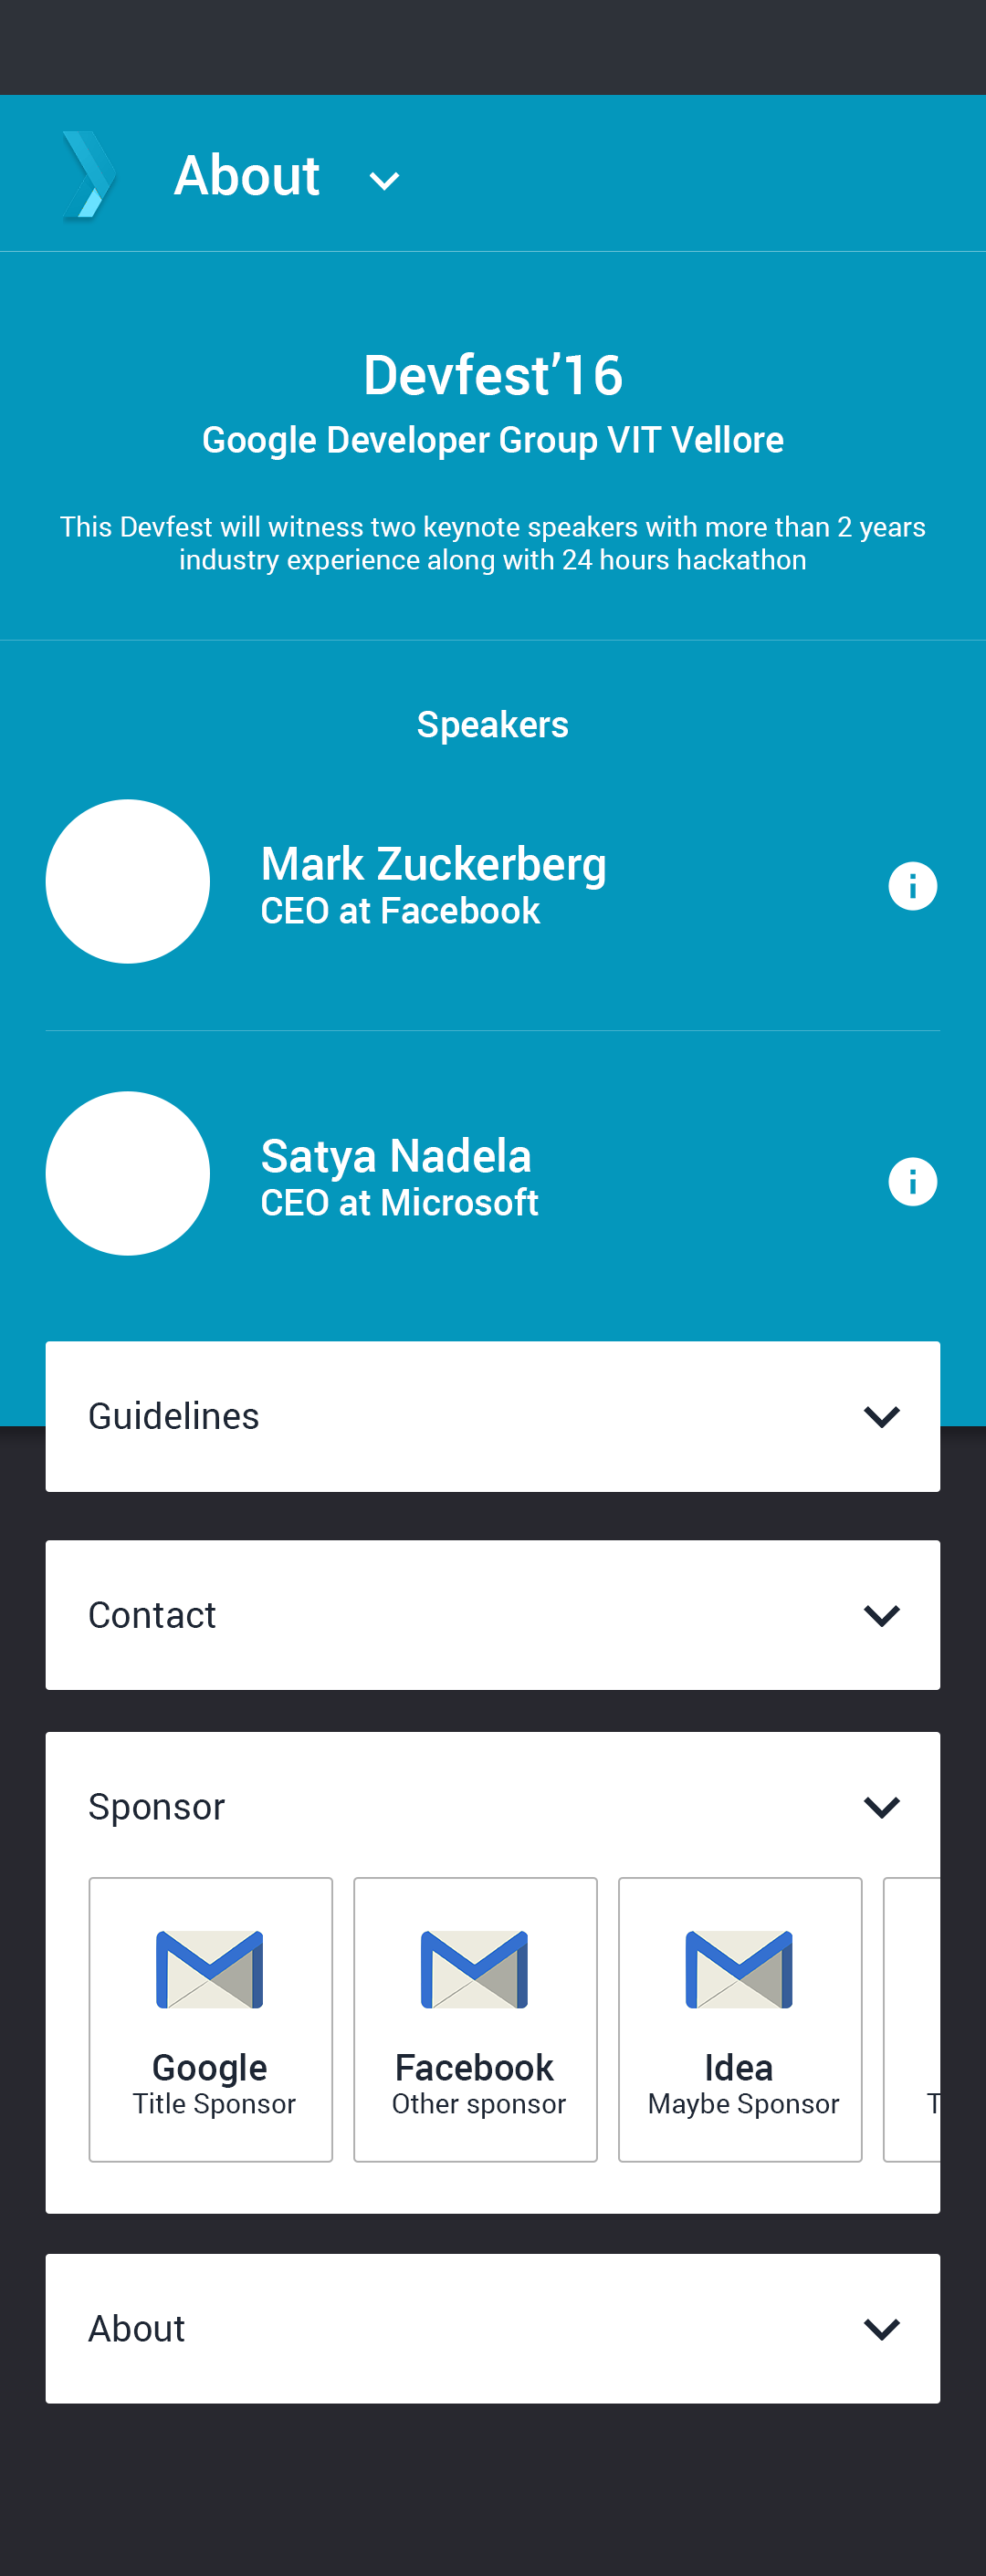 About
Devfest’16
Google Developer Group VIT Vellore
This Devfest will witness two keynote speakers with more than 2 years
industry experience along with 24 hours hackathon
Speakers
Mark Zuckerberg
CEO at Facebook
Satya Nadela
CEO at Microsoft
Guidelines
Contact
Sponsor
Google
Title Sponsor
Facebook
Other sponsor
Idea
Maybe Sponsor
T
About